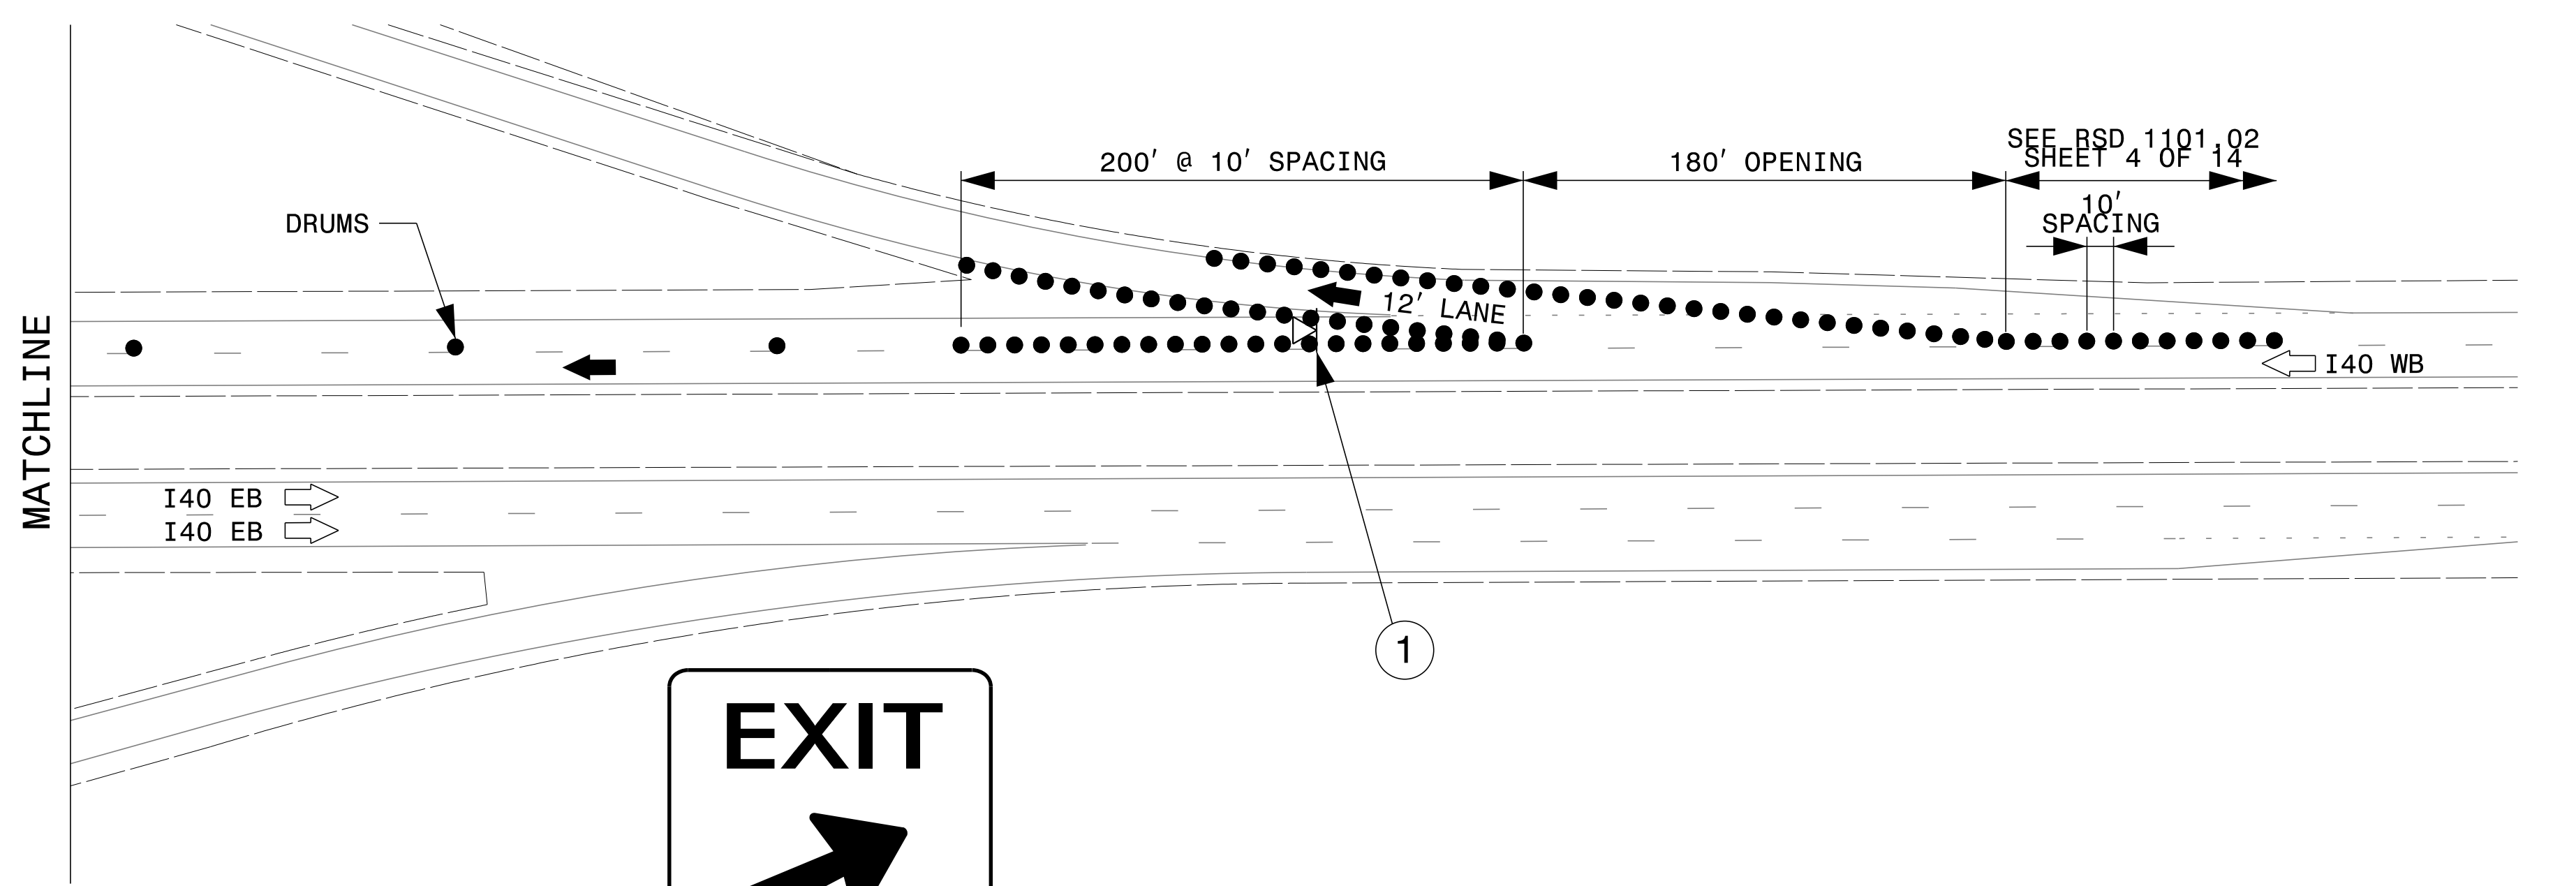 SEE RSD 1101.02
SHEET 4 OF 14
200' @ 10' SPACING
180' OPENING
10'
SPACING
DRUMS
12' LANE
I40 WB
MATCHLINE
I40 EB
I40 EB
1
EXIT